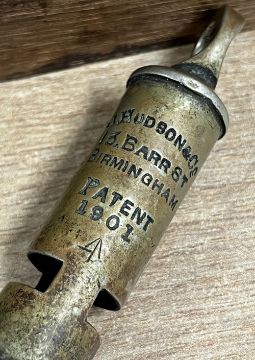 J. HUDSON & Co.
13, BARR ST
BIRMINGHAM
PATENT
1901
A